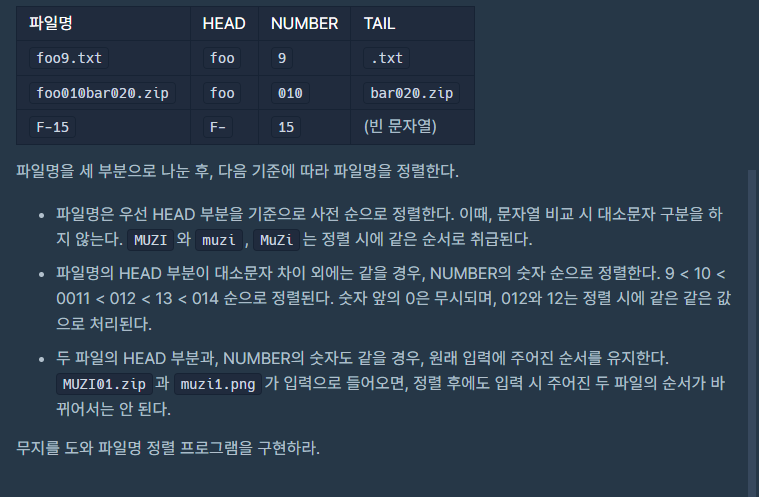 파일명 HEAD NUMBER TAIL
foo9.txt foo 9 .txt
foo010bar020.zip foo 010 bar020.zip
F-15 F- 15 (빈 문자열)
파일명을 세 부분으로 나눈 후, 다음 기준에 따라 파일명을 정렬한다.
• 파일명은 우선 HEAD 부분을 기준으로 사전 순으로 정렬한다. 이때, 문자열 비교 시 대소문자 구분을 하
지 않는다. MUZI 와 muzi , MuZi 는 정렬 시에 같은 순서로 취급된다.
• 파일명의 HEAD 부분이 대소문자 차이 외에는 같을 경우, NUMBER의 숫자 순으로 정렬한다. 9 < 10 <
0011 < 012 < 13 < 014 순으로 정렬된다. 숫자 앞의 0은 무시되며, 012와 12는 정렬 시에 같은 같은 값
으로 처리된다.
• 두 파일의 HEAD 부분과, NUMBER의 숫자도 같을 경우, 원래 입력에 주어진 순서를 유지한다.
MUZI01.zip 과 muzi1.png 가 입력으로 들어오면, 정렬 후에도 입력 시 주어진 두 파일의 순서가 바
뀌어서는 안 된다.
무지를 도와 파일명 정렬 프로그램을 구현하라.